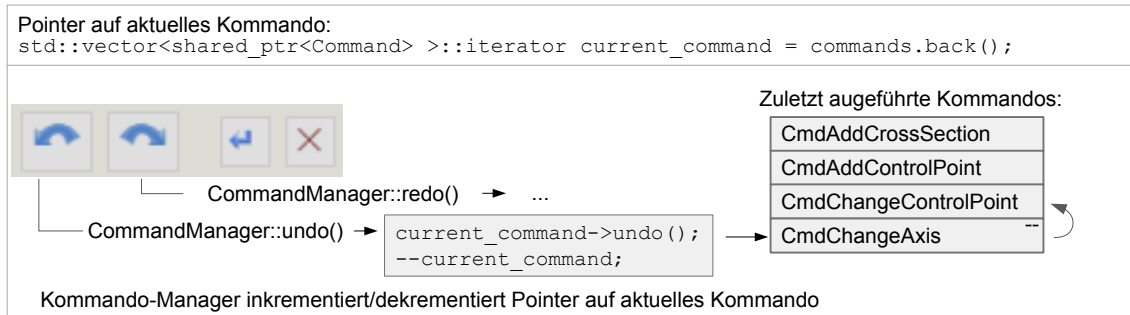 Pointer auf aktuelles Kommando:
std::vector<shared_ptr<Command> >::iterator current_command = commands.back();
Zuletzt augeführte Kommandos:
CmdAddCrossSection
CmdAddControlPoint
CmdChangeControlPoint
CmdChangeAxis
--
CommandManager::redo()
...
CommandManager::undo()
current_command->undo();
--current_command;
Kommando-Manager inkrementiert/dekrementiert Pointer auf aktuelles Kommando